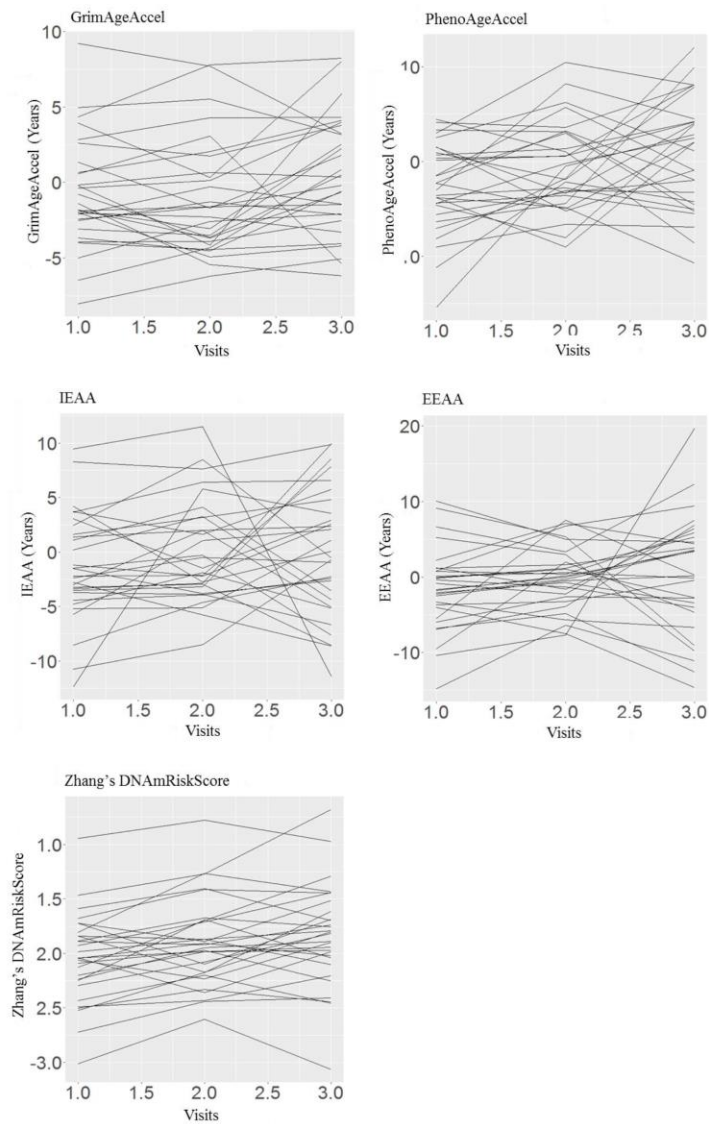 GrimAgeAccel
PhenoAgeAccel
GrimAgeAccel (Years)
10
5
0
-5
1.0 1.5 2.0 2.5 3.0
Visits
PhenoAgeAccel (Years)
10
0
.0
1.0 1.5 2.0 2.5 3.0
Visits
IEAA
EEAA
IEAA (Years)
10
5
0
-5
-10
1.0 1.5 2.0 2.5 3.0
Visits
EEAA (Years)
20
10
0
-10
1.0 1.5 2.0 2.5 3.0
Visits
Zhang's DNAmRiskScore
Zhang's DNAmRiskScore
1.0
1.5
2.0
2.5
-3.0
1.0 1.5 2.0 2.5 3.0
Visits